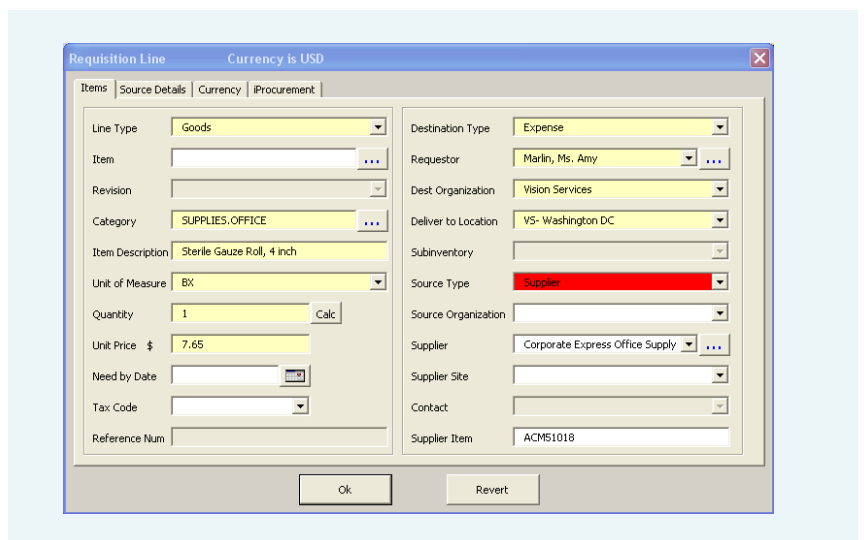 Requisition Line Currency is USD
Items Source Details Currency iProcurement
Line Type Goods
Item ...
Revision
Category SUPPLIES.OFFICE ...
Item Description Sterile Gauze Roll, 4 inch
Unit of Measure BX
Quantity 1 Calc
Unit Price $ 7.65
Need by Date
Tax Code
Reference Num
Destination Type Expense
Requestor Marlin, Ms. Amy ...
Dest Organization Vision Services
Deliver to Location VS- Washington DC
Subinventory
Source Type Supplier
Source Organization
Supplier Corporate Express Office Supply ...
Supplier Site
Contact
Supplier Item ACM51018
Ok Revert